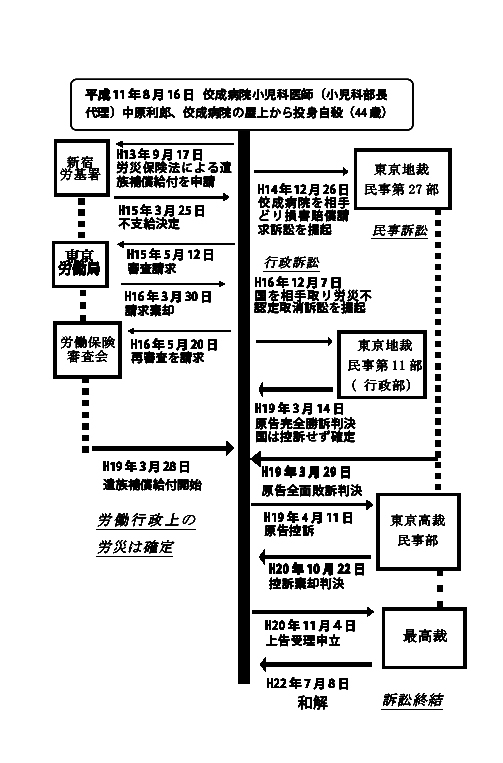 平成11年8月16日 佼成病院小児科医師（小児科部長
代理）中原利郎、佼成病院の屋上から投身自殺（44歳）
新宿
労基署
H13年9月17日
労災保険法による遺
族補償給付を申請
H15年3月25日
不支給決定
東京
労働局
H15年5月12日
審査請求
H16年3月30日
請求棄却
労働保険
審査会
H16年5月20日
再審査を請求
H19年3月28日
遺族補償給付開始
労働行政上の
労災は確定
東京地裁
民事第27部
H14年12月26日
佼成病院を相手
どり損害賠償請
求訴訟を提起
民事訴訟
行政訴訟
H16年12月7日
国を相手取り労災不
認定取消訴訟を提起
東京地裁
民事第11部
（行政部）
H19年3月14日
原告完全勝訴判決
国は控訴せず確定
H19年3月29日
原告全面敗訴判決
H19年4月11日
原告控訴
東京高裁
民事部
H20年10月22日
控訴棄却判決
H20年11月4日
上告受理申立
最高裁
H22年7月8日
和解
訴訟終結